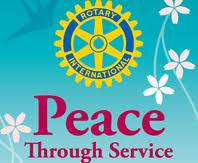 ROTARY
INTERNATIONAL
Peace
Through Service